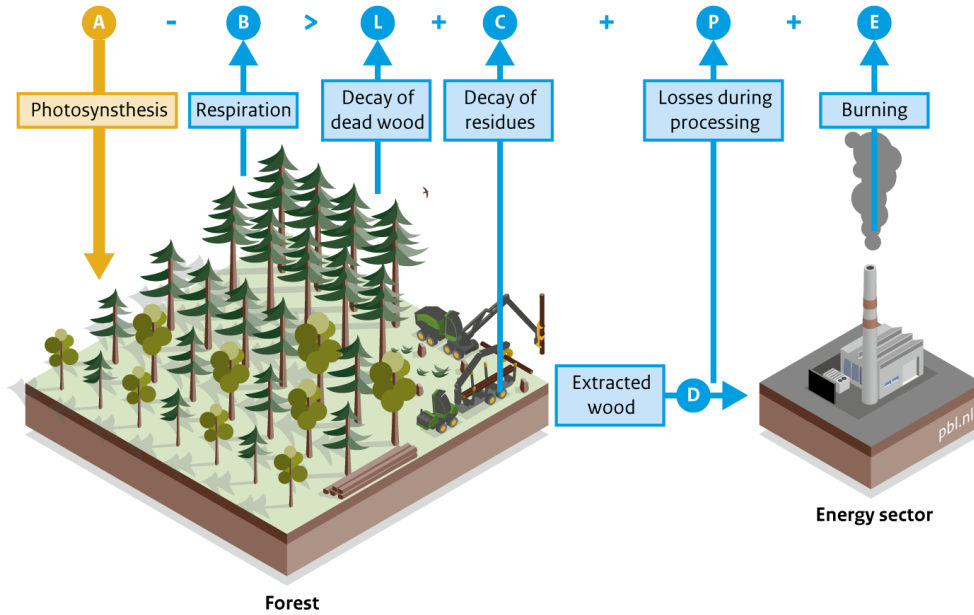 A - B > L + C + P + E
Photosynsthesis
Respiration
Decay of
dead wood
Decay of
residues
Losses during
processing
Burning
Extracted
wood
D
pbl.nl
Energy sector
Forest